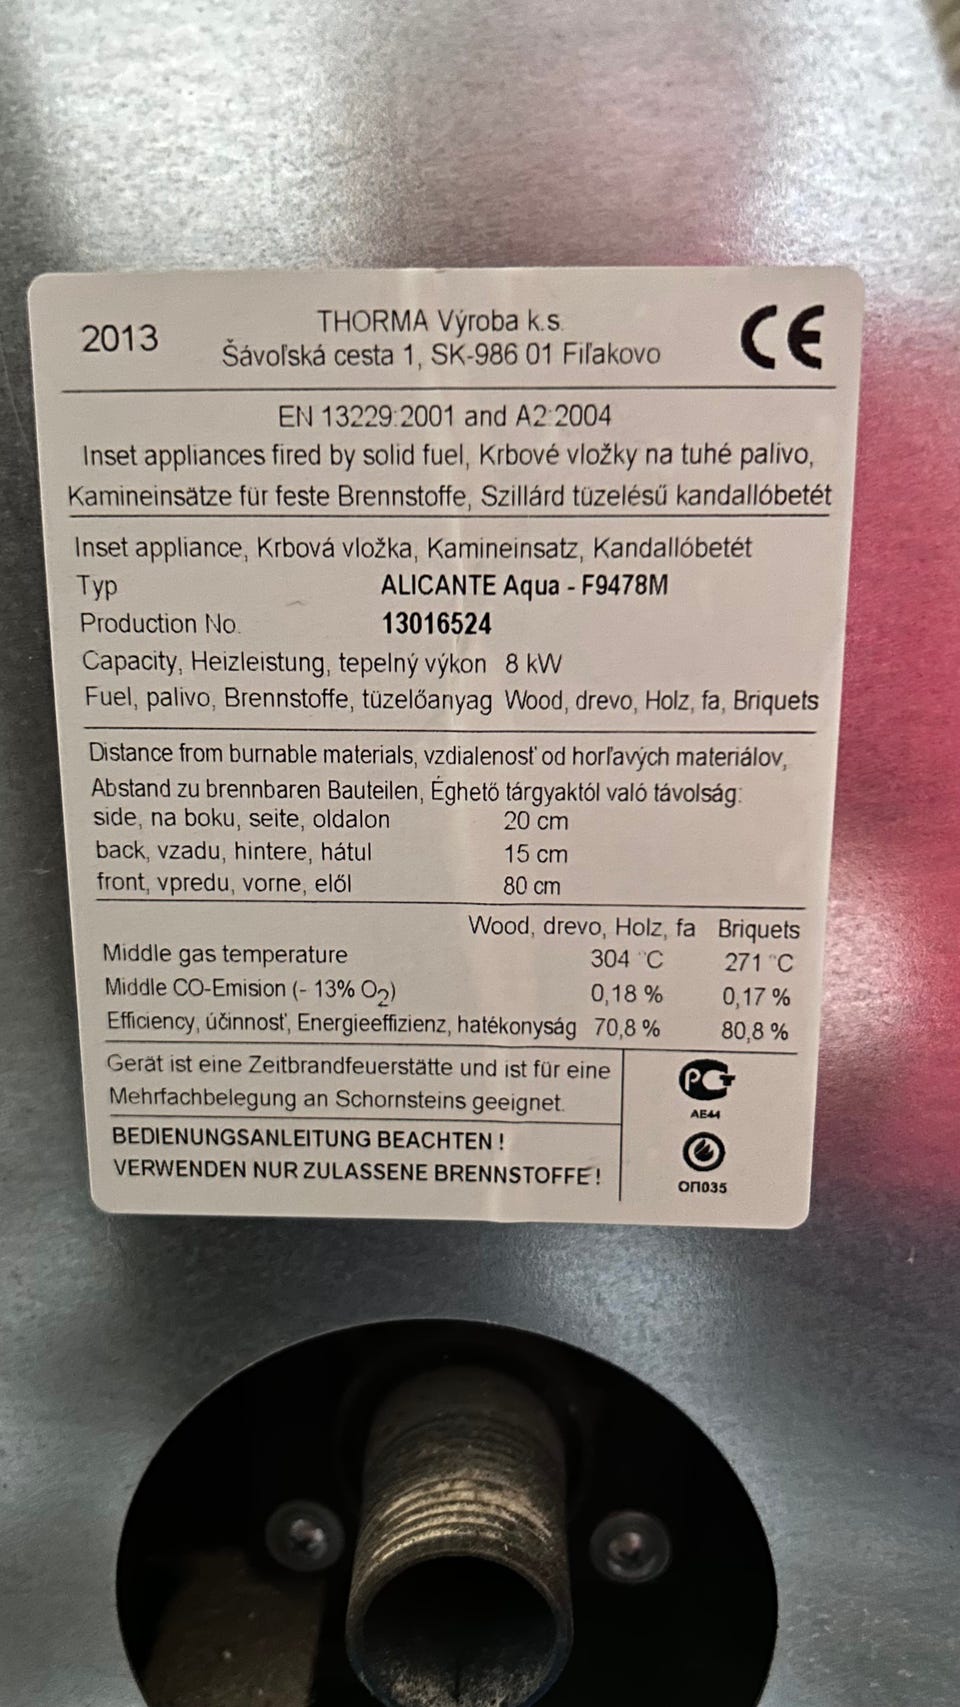 2013
THORMA Výroba k.s.
Šávoľská cesta 1, SK-986 01 Fiľakovo
CE
EN 13229:2001 and A2:2004
Inset appliances fired by solid fuel, Krbové vložky na tuhé palivo,
Kamineinsätze für feste Brennstoffe, Szillárd tüzelésű kandallóbetét
Inset appliance, Krbová vložka, Kamineinsatz, Kandallóbetét
Typ ALICANTE Aqua - F9478M
Production No. 13016524
Capacity, Heizleistung, tepelný výkon 8 kW
Fuel, palivo, Brennstoffe, tüzelőanyag Wood, drevo, Holz, fa, Briquets
Distance from burnable materials, vzdialenosť od horľavých materiálov,
Abstand zu brennbaren Bauteilen, Éghető tárgyaktól való távolság:
side, na boku, seite, oldalon 20 cm
back, vzadu, hintere, hátul 15 cm
front, vpredu, vorne, elől 80 cm
Wood, drevo, Holz, fa Briquets
Middle gas temperature 304 °C 271 °C
Middle CO-Emision (- 13% O2) 0,18 % 0,17 %
Efficiency, účinnosť, Energieeffizienz, hatékonyság 70,8 % 80,8 %
Gerät ist eine Zeitbrandfeuerstätte und ist für eine
Mehrfachbelegung an Schornsteins geeignet.
BEDIENUNGSANLEITUNG BEACHTEN !
VERWENDEN NUR ZULASSENE BRENNSTOFFE !
РСТ
АЕ44
ОП035